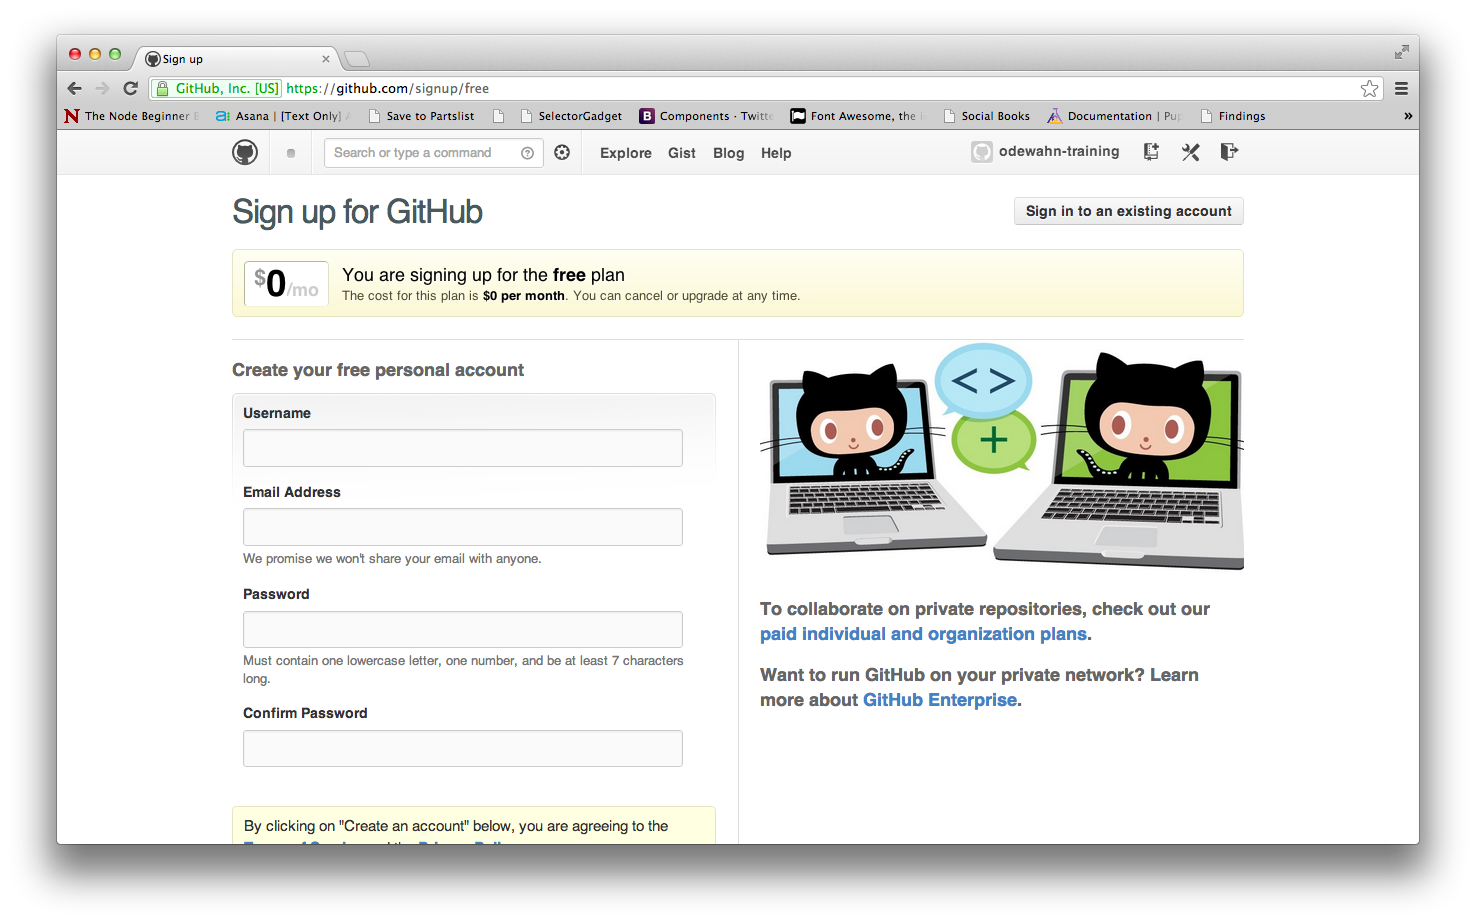 Sign up
GitHub, Inc. [US] https://github.com/signup/free
The Node Beginner
Asana | [Text Only]
Save to Partslist
SelectorGadget
Components · Twitte
Font Awesome, the
Social Books
Documentation | Pup
Findings
»
Search or type a command
Explore Gist Blog Help
odewahn-training
Sign up for GitHub
Sign in to an existing account
$0/mo
You are signing up for the free plan
The cost for this plan is $0 per month. You can cancel or upgrade at any time.
Create your free personal account
Username
Email Address
We promise we won't share your email with anyone.
Password
Must contain one lowercase letter, one number, and be at least 7 characters
long.
Confirm Password
By clicking on "Create an account" below, you are agreeing to the
< >
+
To collaborate on private repositories, check out our
paid individual and organization plans.
Want to run GitHub on your private network? Learn
more about GitHub Enterprise.